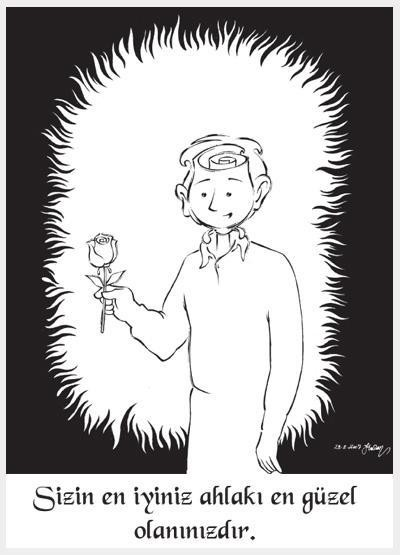 Sizin en iyiniz ahlakı en güzel
olanınızdır.